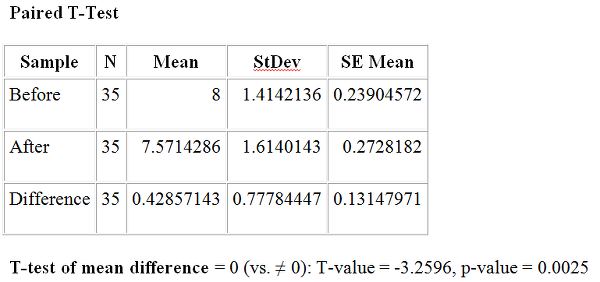 Paired T-Test
Sample N Mean StDev SE Mean
Before 35 8 1.4142136 0.23904572
After 35 7.5714286 1.6140143 0.2728182
Difference 35 0.42857143 0.77784447 0.13147971
T-test of mean difference = 0 (vs. ≠ 0): T-value = -3.2596, p-value = 0.0025